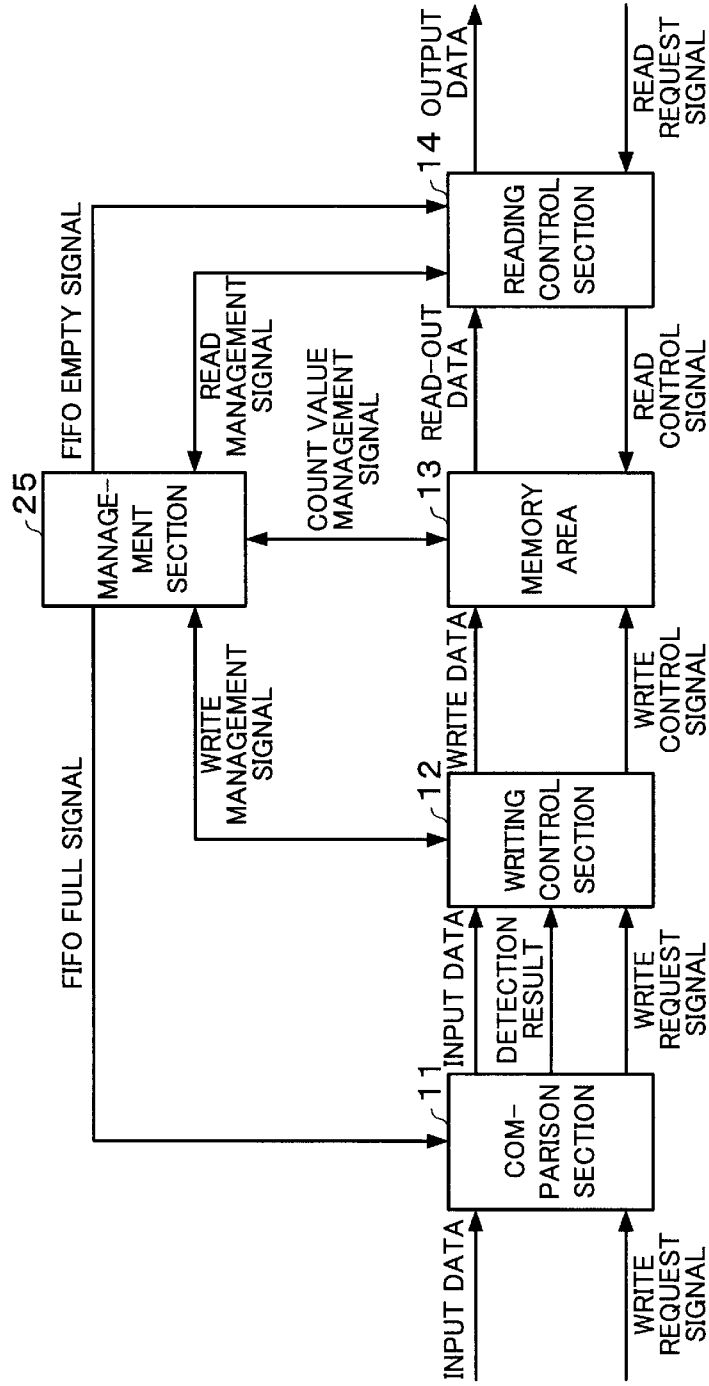 FIFO FULL SIGNAL
25
MANAGE-
MENT
SECTION
FIFO EMPTY SIGNAL
WRITE
MANAGEMENT
SIGNAL
COUNT VALUE
MANAGEMENT
SIGNAL
READ
MANAGEMENT
SIGNAL
INPUT DATA
WRITE
REQUEST
SIGNAL
11
COM-
PARISON
SECTION
INPUT DATA
DETECTION
RESULT
WRITE
REQUEST
SIGNAL
12
WRITING
CONTROL
SECTION
WRITE DATA
WRITE
CONTROL
SIGNAL
13
MEMORY
AREA
READ-OUT
DATA
READ
CONTROL
SIGNAL
14
READING
CONTROL
SECTION
OUTPUT
DATA
READ
REQUEST
SIGNAL